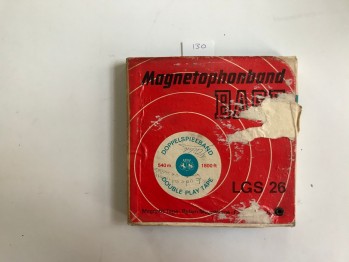 130
Magnetophonband
BASF
DOPPELSPIELBAND
540 m 1800 ft
DOUBLE PLAY TAPE
LGS 26